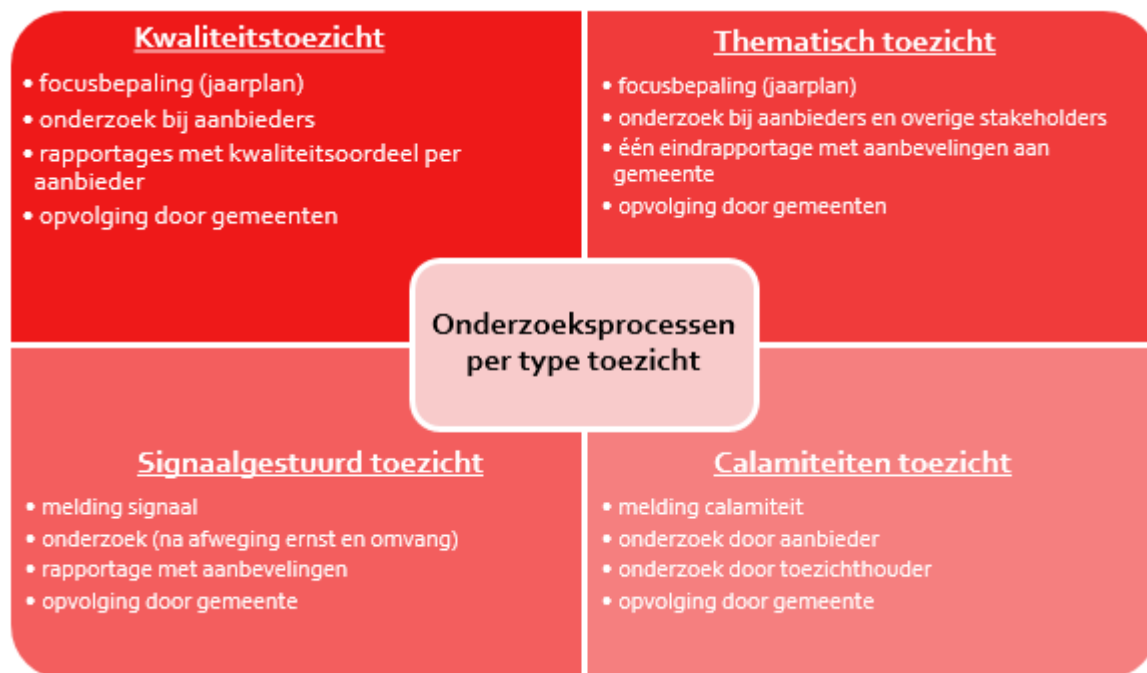 Kwaliteitstoezicht
• focusbepaling (jaarplan)
• onderzoek bij aanbieders
• rapportages met kwaliteitsoordeel per
aanbieder
• opvolging door gemeenten
Thematisch toezicht
• focusbepaling (jaarplan)
• onderzoek bij aanbieders en overige stakeholders
• één eindrapportage met aanbevelingen aan
gemeente
• opvolging door gemeenten
Onderzoeksprocessen
per type toezicht
Signaalgestuurd toezicht
• melding signaal
• onderzoek (na afweging ernst en omvang)
• rapportage met aanbevelingen
• opvolging door gemeente
Calamiteiten toezicht
• melding calamiteit
• onderzoek door aanbieder
• onderzoek door toezichthouder
• opvolging door gemeente